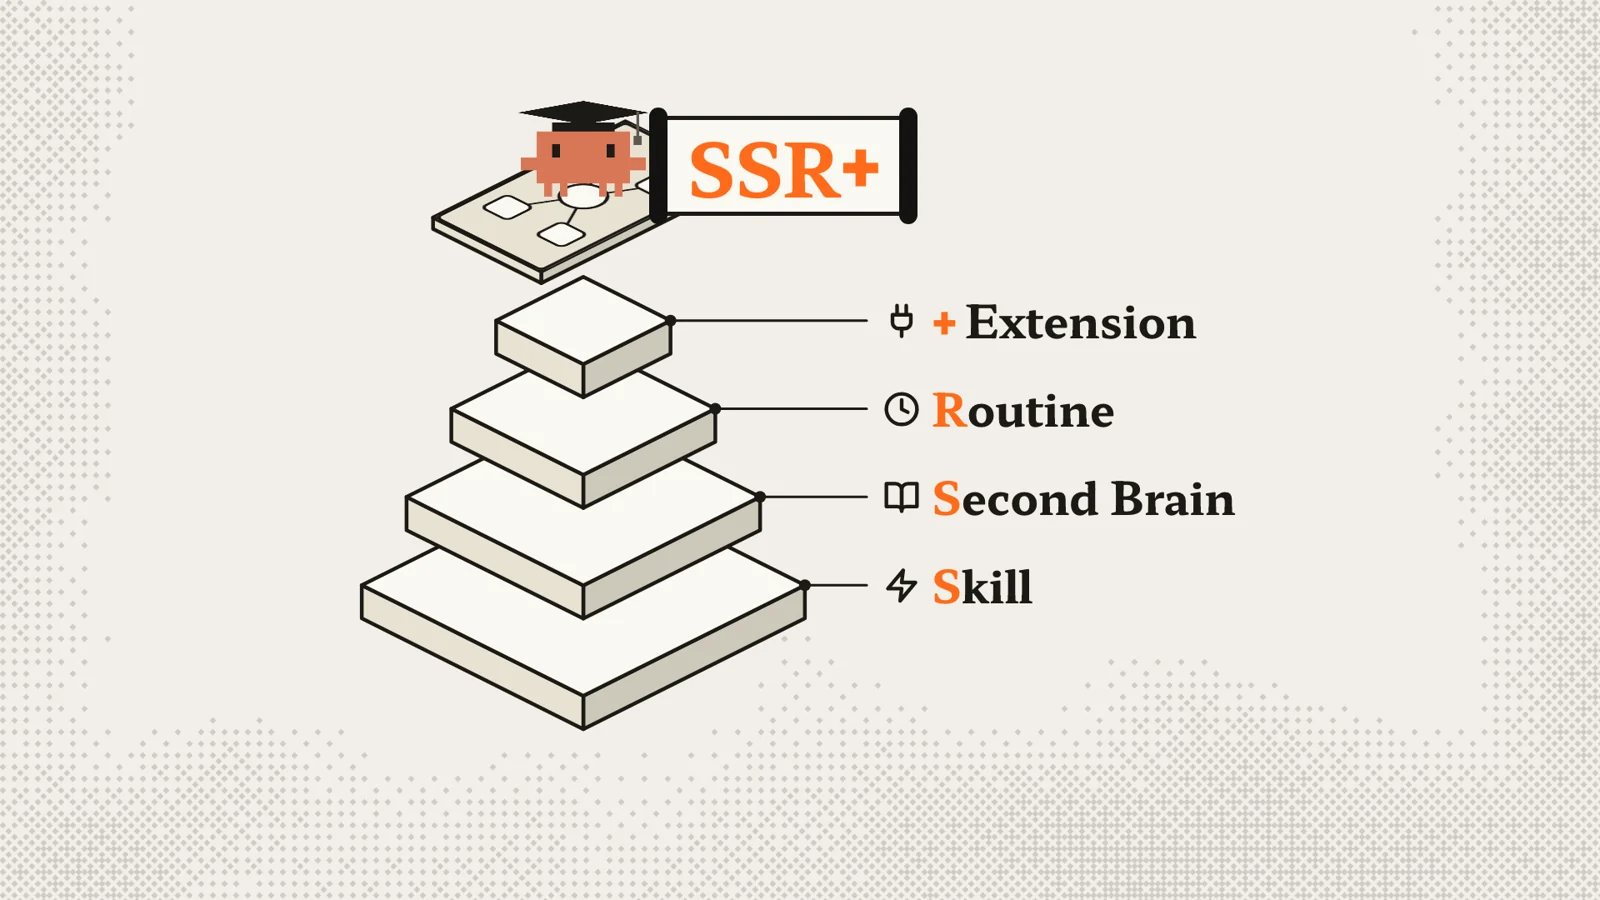 SSR+
+ Extension
Routine
Second Brain
Skill